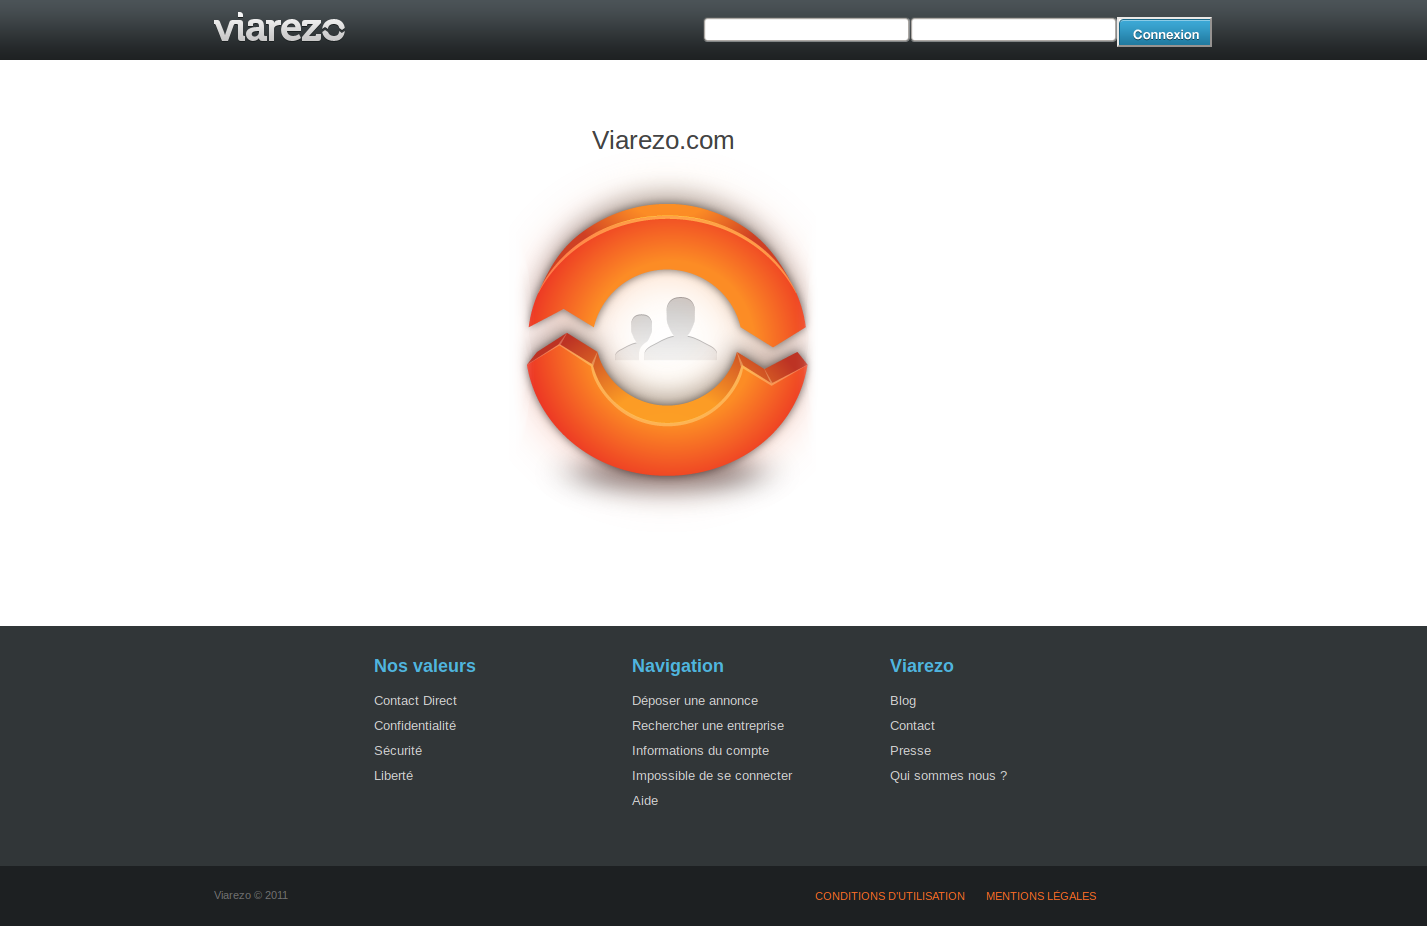 viarezo
Connexion
Viarezo.com
Nos valeurs
Contact Direct
Confidentialité
Sécurité
Liberté
Navigation
Déposer une annonce
Rechercher une entreprise
Informations du compte
Impossible de se connecter
Aide
Viarezo
Blog
Contact
Presse
Qui sommes nous ?
Viarezo © 2011
CONDITIONS D'UTILISATION
MENTIONS LÉGALES